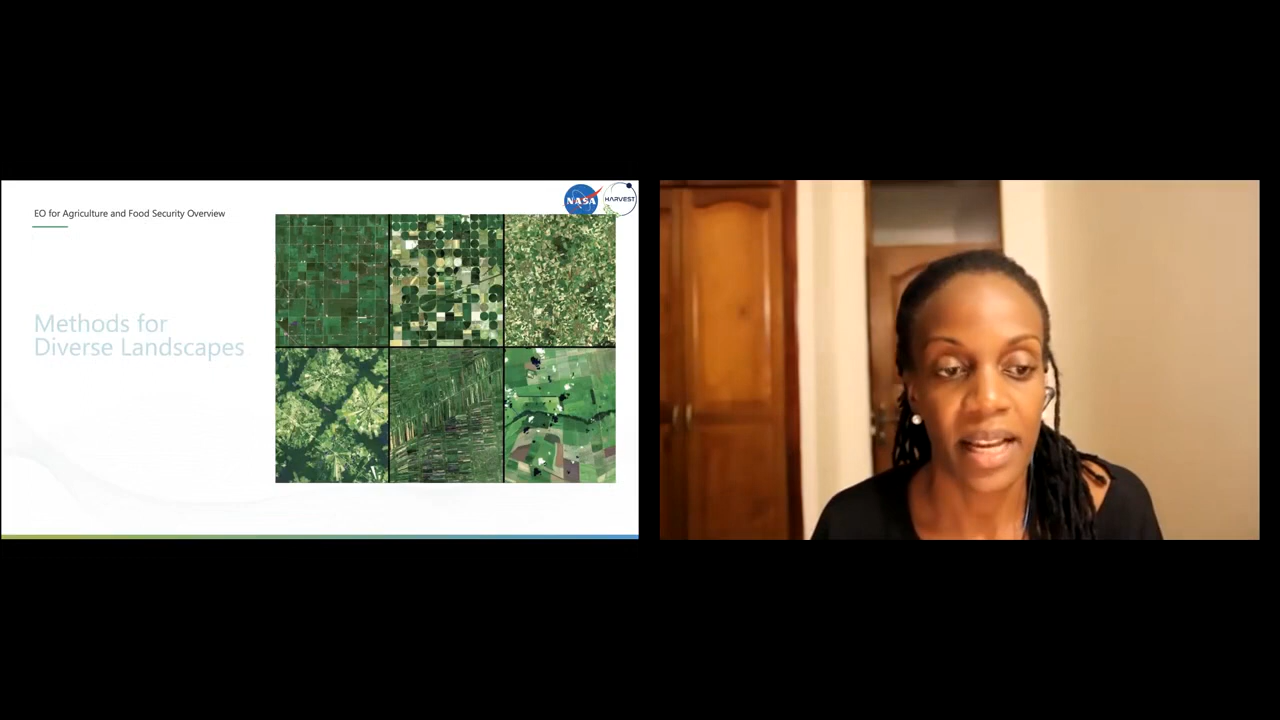 EO for Agriculture and Food Security Overview
NASA
HARVEST
Methods for
Diverse Landscapes